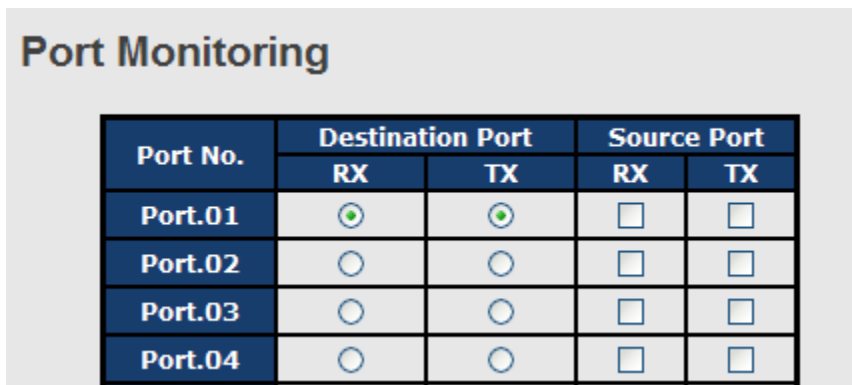 Port Monitoring
Port No. Destination Port Source Port
RX TX RX TX
Port.01
Port.02
Port.03
Port.04